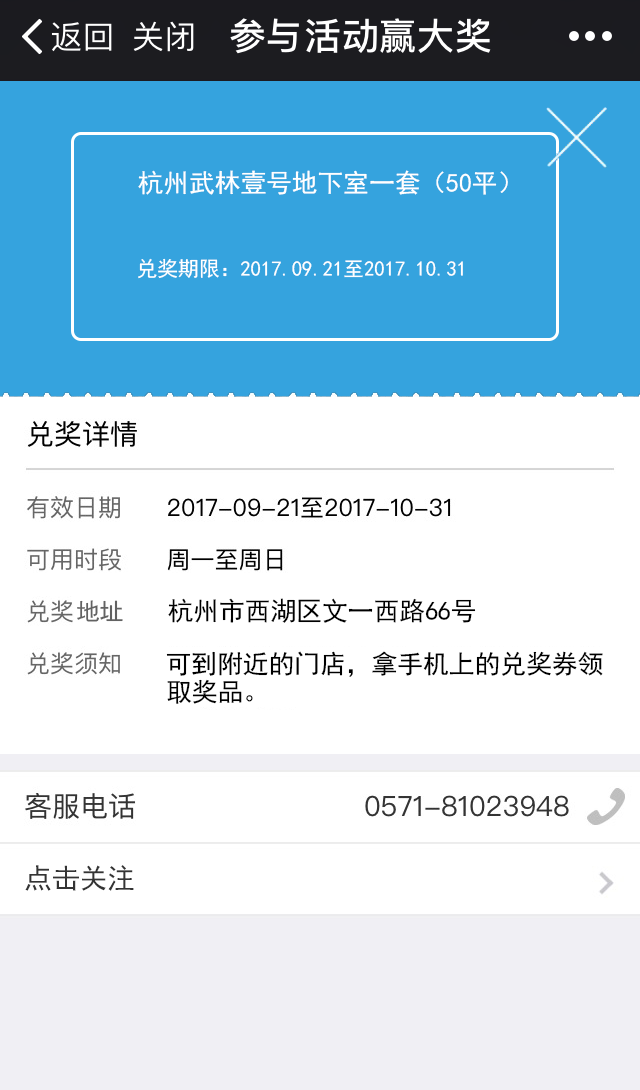 返回 关闭 参与活动赢大奖
杭州武林壹号地下室一套（50平）
兑奖期限：2017.09.21至2017.10.31
兑奖详情
有效日期 2017-09-21至2017-10-31
可用时段 周一至周日
兑奖地址 杭州市西湖区文一西路66号
兑奖须知 可到附近的门店，拿手机上的兑奖券领
取奖品。
客服电话 0571-81023948
点击关注